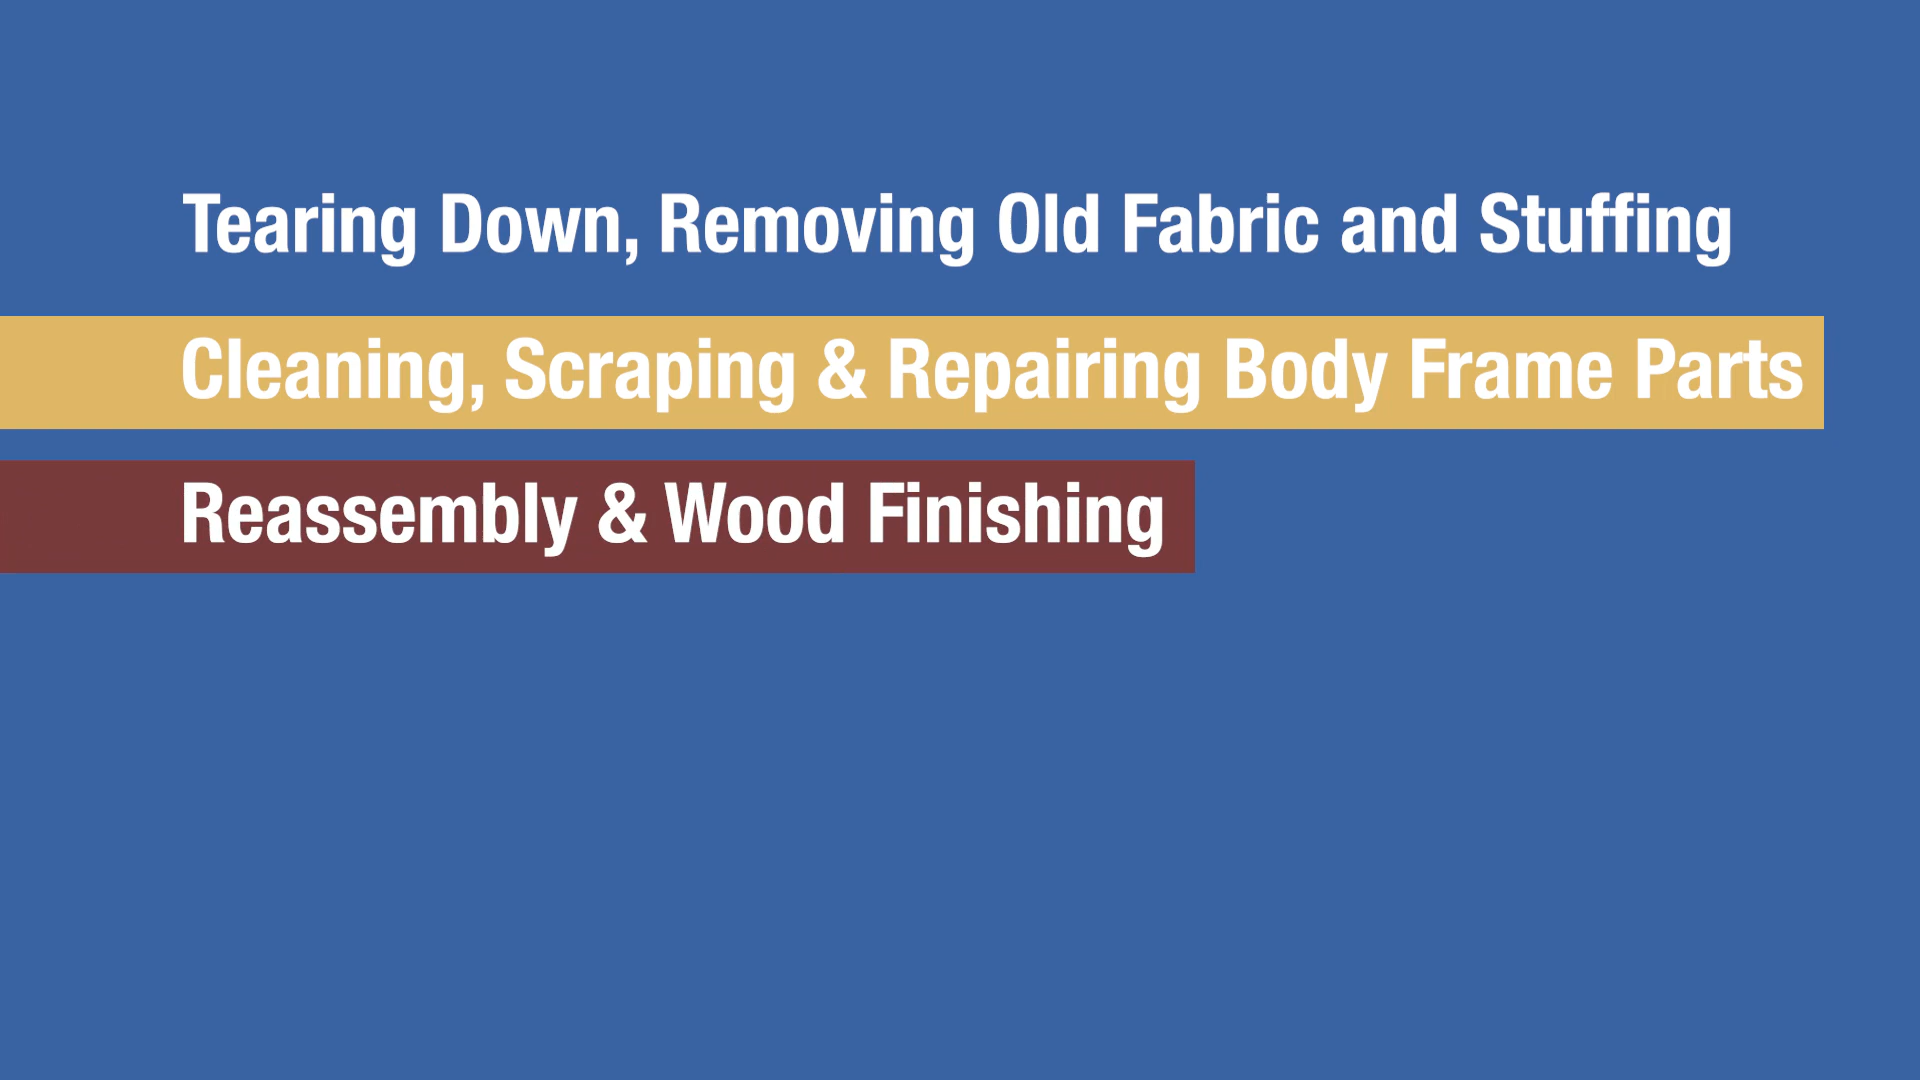 Tearing Down, Removing Old Fabric and Stuffing
Cleaning, Scraping & Repairing Body Frame Parts
Reassembly & Wood Finishing